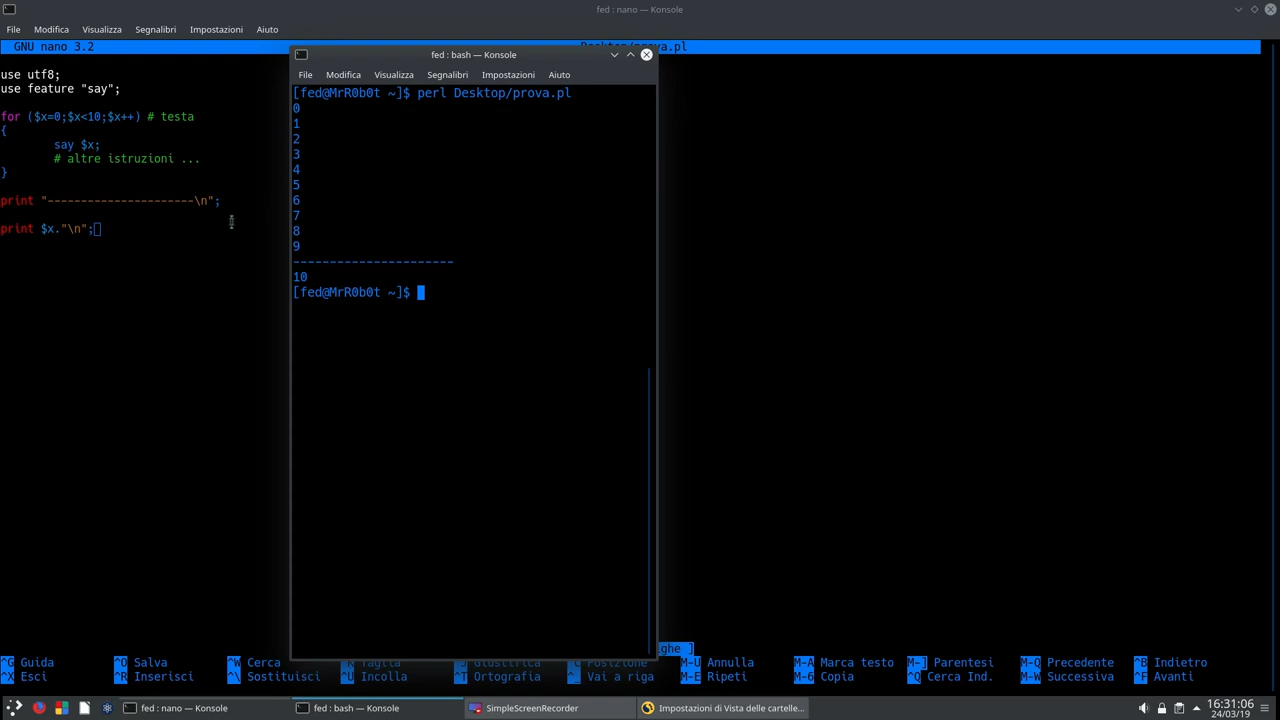 fed : nano — Konsole
File Modifica Visualizza Segnalibri Impostazioni Aiuto
GNU nano 3.2 Desktop/prova.pl
use utf8;
use feature "say";
for ($x=0;$x<10;$x++) # testa
{
say $x;
# altre istruzioni ...
}
print "----------------------\n";
print $x."\n";
fed : bash — Konsole
File Modifica Visualizza Segnalibri Impostazioni Aiuto
[fed@MrR0b0t ~]$ perl Desktop/prova.pl
0
1
2
3
4
5
6
7
8
9
----------------------
10
[fed@MrR0b0t ~]$
ighe ]
^G Guida ^O Salva ^W Cerca ^K Taglia ^J Giustifica ^C Posizione M-U Annulla M-A Marca testo M-] Parentesi M-Q Precedente ^B Indietro
^X Esci ^R Inserisci ^\ Sostituisci ^U Incolla ^T Ortografia ^_ Vai a riga M-E Ripeti M-6 Copia ^Q Cerca Ind. M-W Successiva ^F Avanti
fed : nano — Konsole fed : bash — Konsole SimpleScreenRecorder Impostazioni di Vista delle cartelle... 16:31:06
24/03/19